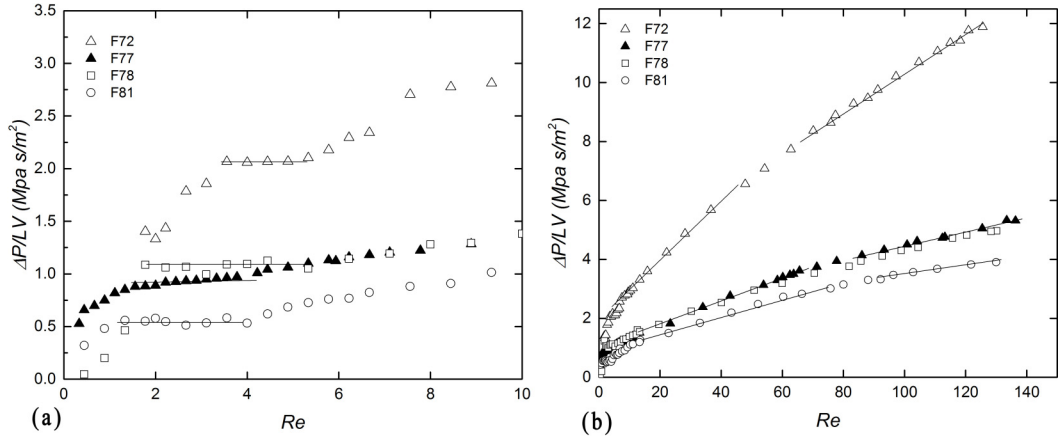 3.5
3.0
2.5
2.0
1.5
1.0
0.5
0.0
ΔP/LV (Mpa s/m²)
F72
F77
F78
F81
0 2 4 6 8 10
Re
(a)
12
10
8
6
4
2
0
ΔP/LV (Mpa s/m²)
F72
F77
F78
F81
0 20 40 60 80 100 120 140
Re
(b)